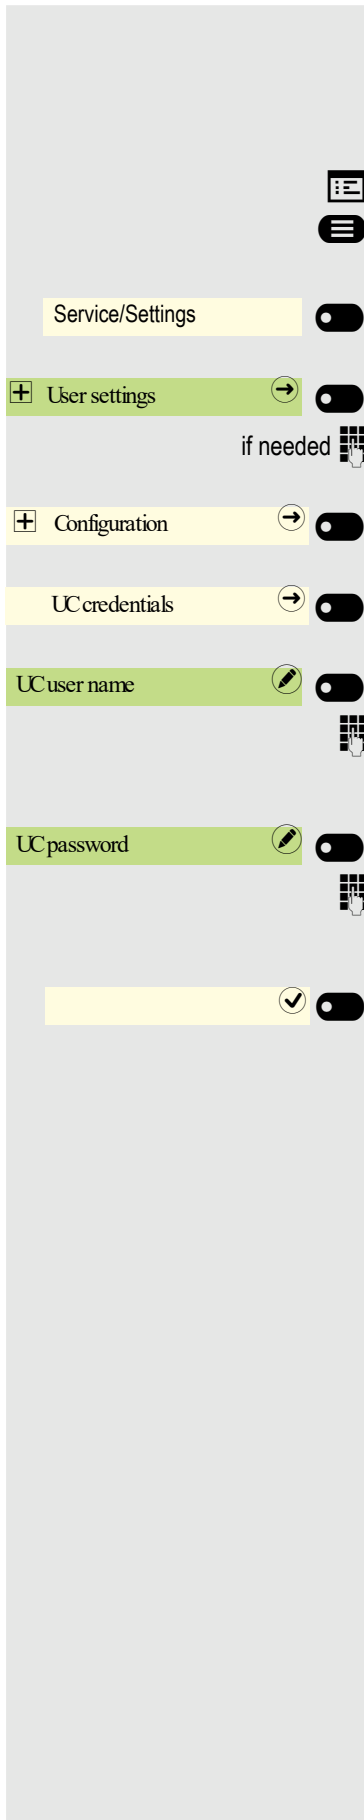 Service/Settings
User settings
if needed
Configuration
UC credentials
UC user name
UC password